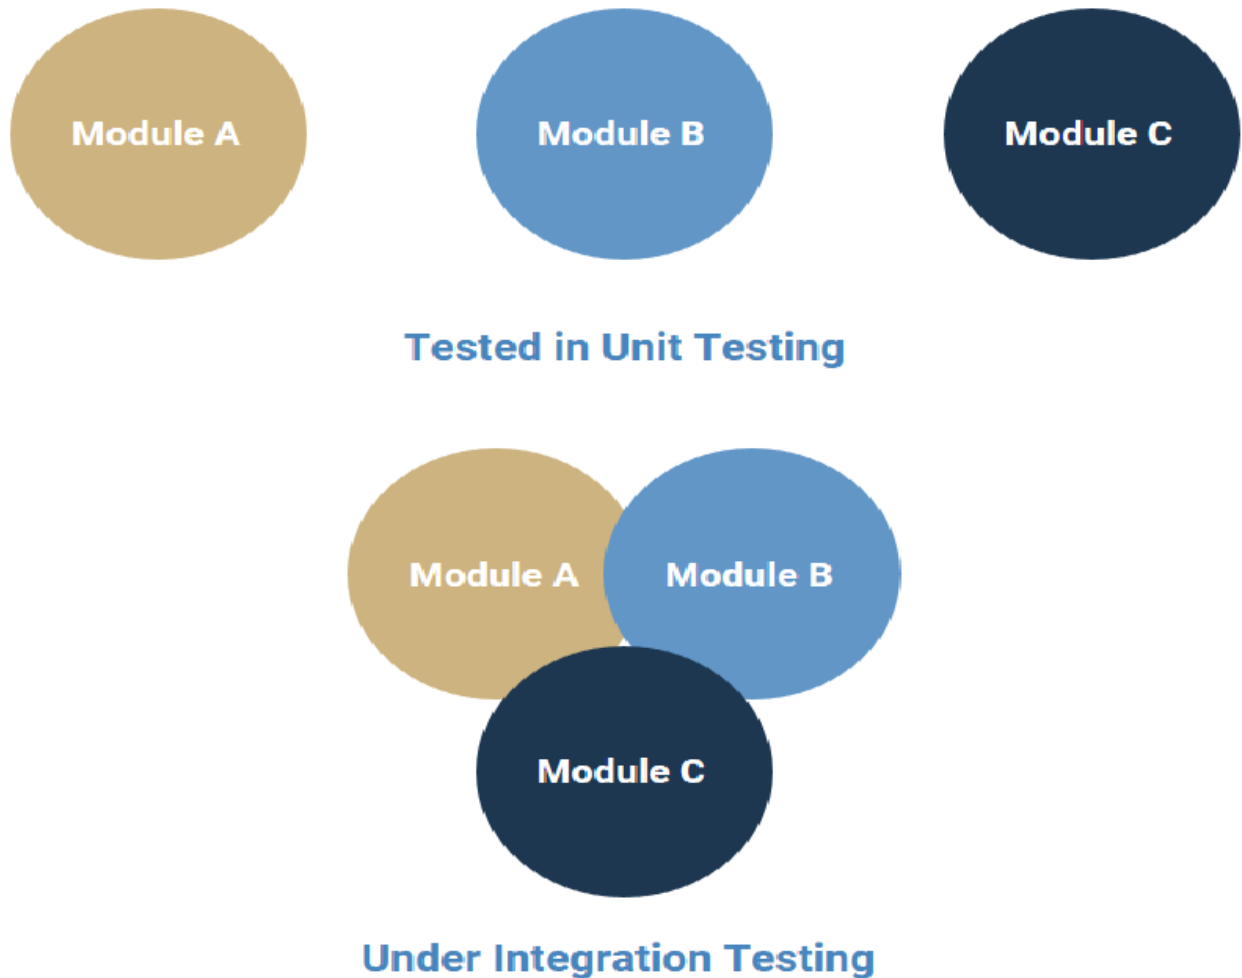 Module A
Module B
Module C
Tested in Unit Testing
Module A
Module B
Module C
Under Integration Testing